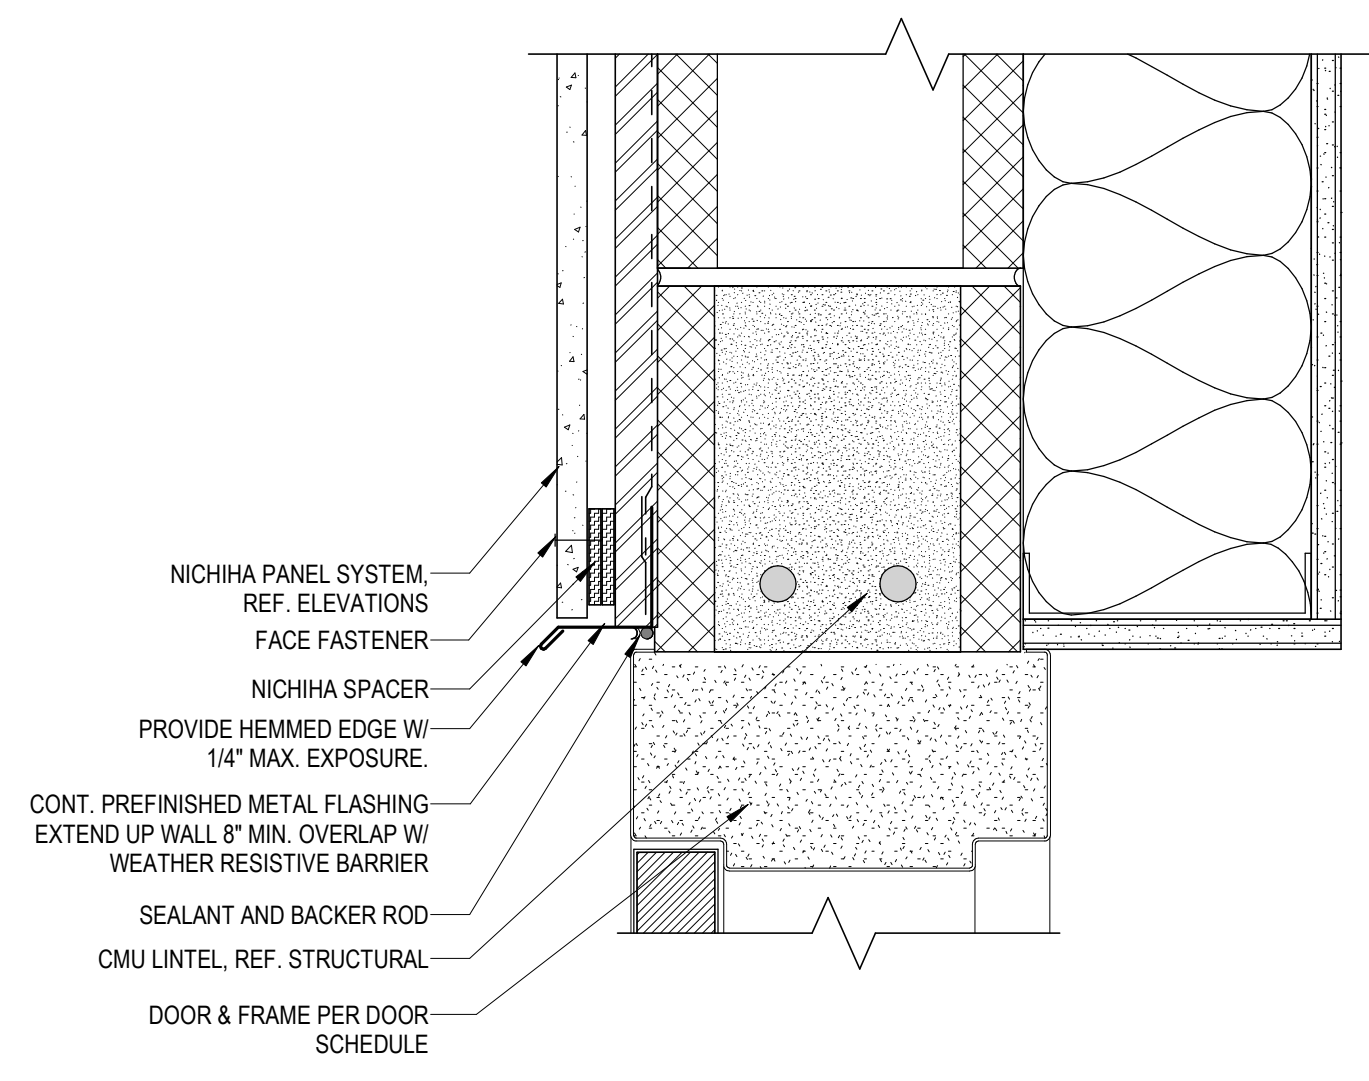 NICHIHA PANEL SYSTEM,
REF. ELEVATIONS
FACE FASTENER
NICHIHA SPACER
PROVIDE HEMMED EDGE W/
1/4" MAX. EXPOSURE.
CONT. PREFINISHED METAL FLASHING
EXTEND UP WALL 8" MIN. OVERLAP W/
WEATHER RESISTIVE BARRIER
SEALANT AND BACKER ROD
CMU LINTEL, REF. STRUCTURAL
DOOR & FRAME PER DOOR
SCHEDULE